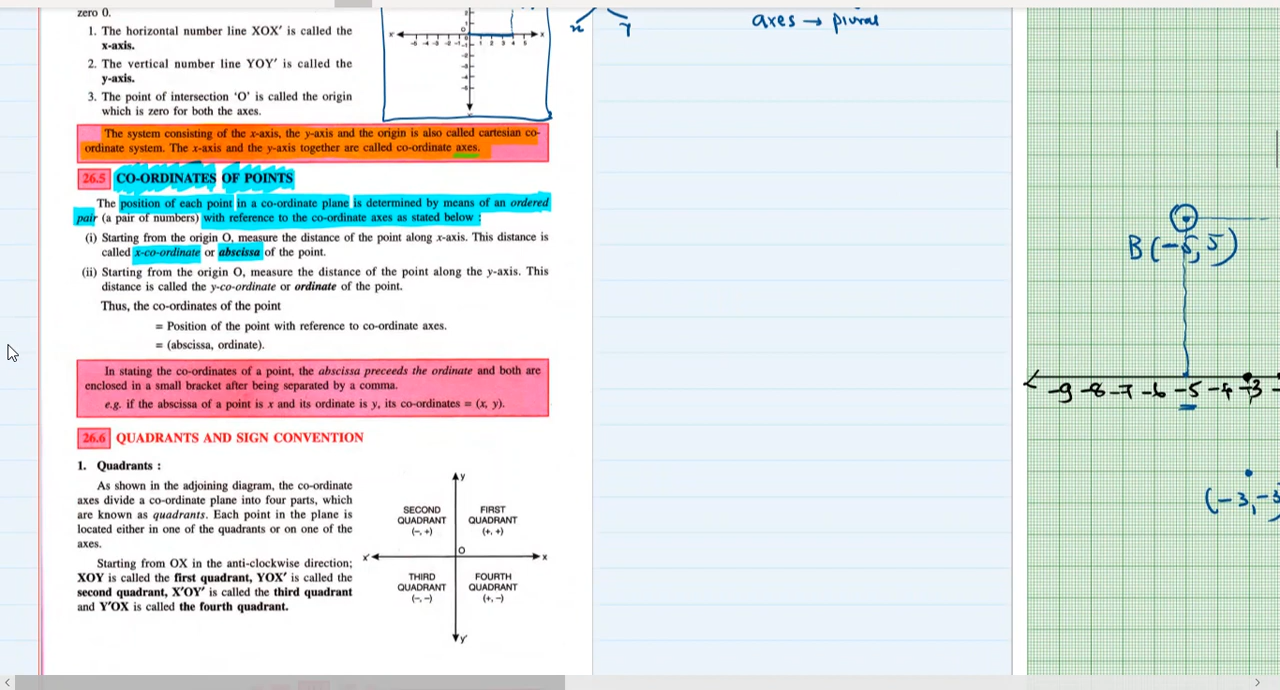 zero 0.
1. The horizontal number line XOX′ is called the
x-axis.
2. The vertical number line YOY′ is called the
y-axis.
3. The point of intersection ‘O’ is called the origin
which is zero for both the axes.
The system consisting of the x-axis, the y-axis and the origin is also called cartesian co-
ordinate system. The x-axis and the y-axis together are called co-ordinate axes.
26.5 CO-ORDINATES OF POINTS
The position of each point in a co-ordinate plane is determined by means of an ordered
pair (a pair of numbers) with reference to the co-ordinate axes as stated below :
(i) Starting from the origin O, measure the distance of the point along x-axis. This distance is
called x-co-ordinate or abscissa of the point.
(ii) Starting from the origin O, measure the distance of the point along the y-axis. This
distance is called the y-co-ordinate or ordinate of the point.
Thus, the co-ordinates of the point
= Position of the point with reference to co-ordinate axes.
= (abscissa, ordinate).
In stating the co-ordinates of a point, the abscissa preceeds the ordinate and both are
enclosed in a small bracket after being separated by a comma.
e.g. if the abscissa of a point is x and its ordinate is y, its co-ordinates = (x, y).
26.6 QUADRANTS AND SIGN CONVENTION
1. Quadrants :
As shown in the adjoining diagram, the co-ordinate
axes divide a co-ordinate plane into four parts, which
are known as quadrants. Each point in the plane is
located either in one of the quadrants or on one of the
axes.
Starting from OX in the anti-clockwise direction;
XOY is called the first quadrant, YOX′ is called the
second quadrant, X′OY′ is called the third quadrant
and Y′OX is called the fourth quadrant.
Y
SECOND
QUADRANT
(–, +)
FIRST
QUADRANT
(+, +)
X′ O X
THIRD
QUADRANT
(–, –)
FOURTH
QUADRANT
(+, –)
Y′
x y
axes → plural
B(-5, 5)
-9 -8 -7 -6 -5 -4 -3
(-3, -3